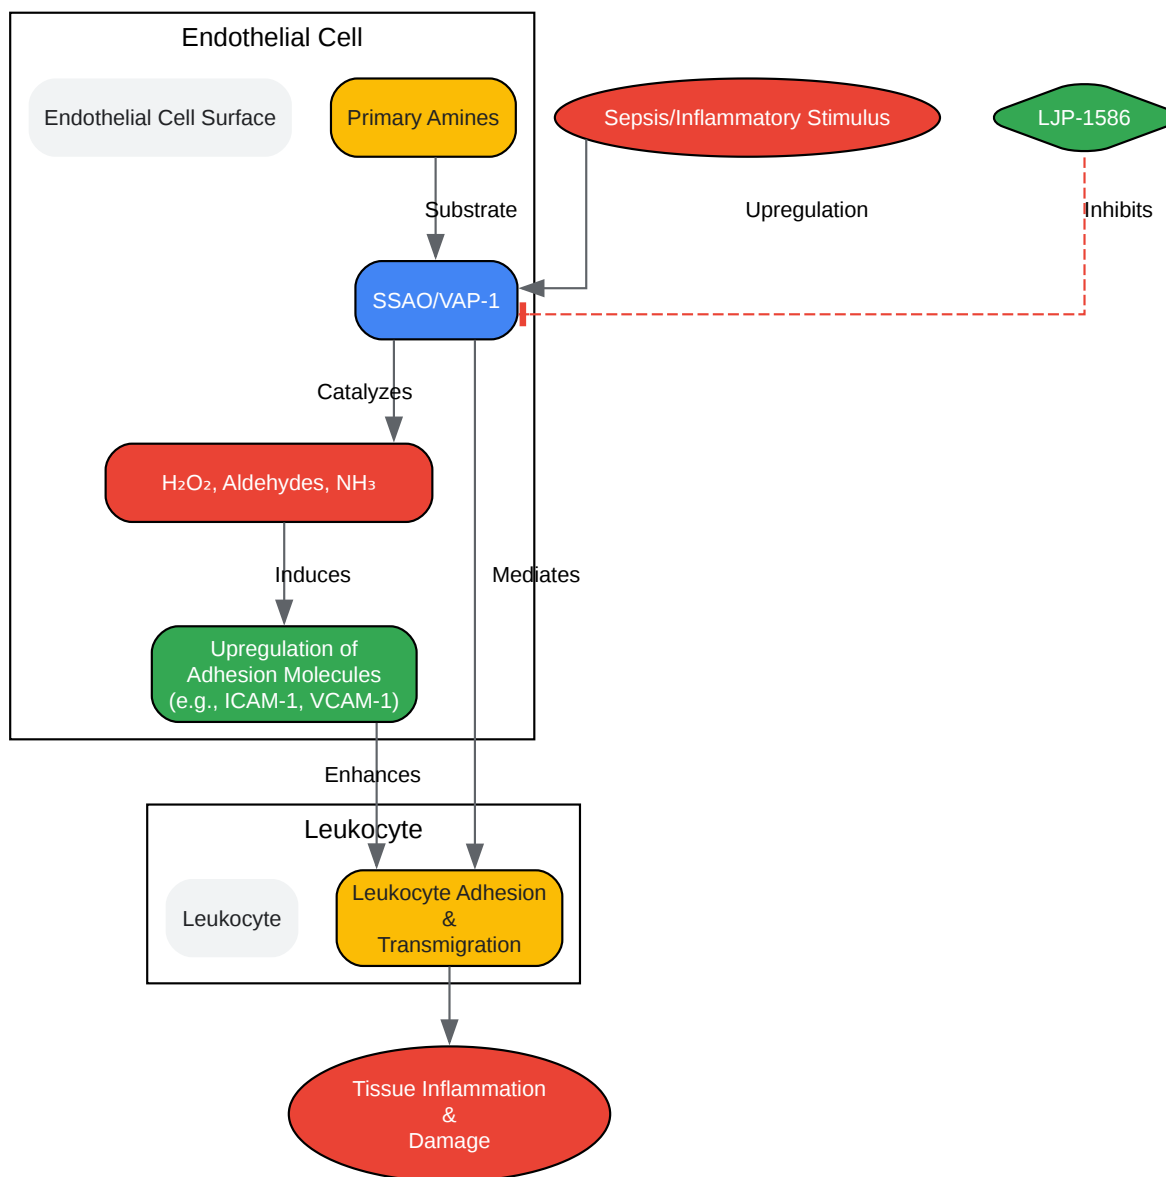 Endothelial Cell
Endothelial Cell Surface
Primary Amines
Sepsis/Inflammatory Stimulus
LJP-1586
Substrate
Upregulation
Inhibits
SSAO/VAP-1
Catalyzes
H₂O₂, Aldehydes, NH₃
Induces
Mediates
Upregulation of
Adhesion Molecules
(e.g., ICAM-1, VCAM-1)
Enhances
Leukocyte
Leukocyte
Leukocyte Adhesion
&
Transmigration
Tissue Inflammation
&
Damage